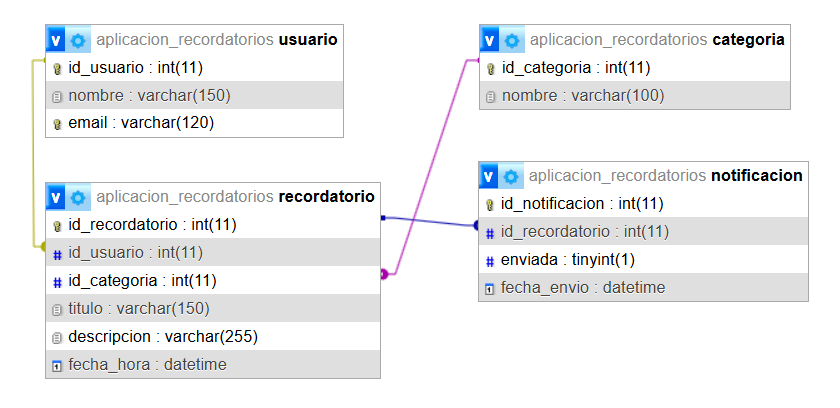 aplicacion_recordatorios usuario
id_usuario : int(11)
nombre : varchar(150)
email : varchar(120)
aplicacion_recordatorios categoria
id_categoria : int(11)
nombre : varchar(100)
aplicacion_recordatorios recordatorio
id_recordatorio : int(11)
id_usuario : int(11)
id_categoria : int(11)
titulo : varchar(150)
descripcion : varchar(255)
fecha_hora : datetime
aplicacion_recordatorios notificacion
id_notificacion : int(11)
id_recordatorio : int(11)
enviada : tinyint(1)
fecha_envio : datetime